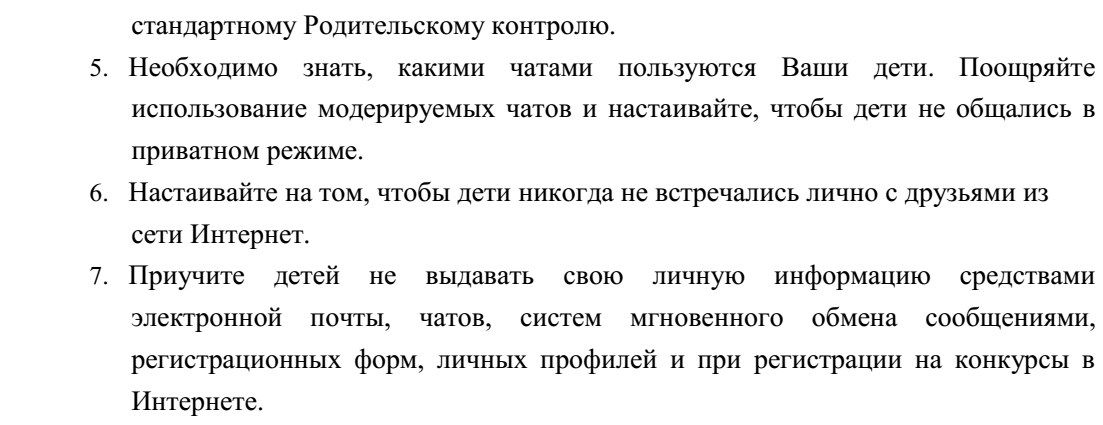 стандартному Родительскому контролю.
5. Необходимо знать, какими чатами пользуются Ваши дети. Поощряйте
использование модерируемых чатов и настаивайте, чтобы дети не общались в
приватном режиме.
6. Настаивайте на том, чтобы дети никогда не встречались лично с друзьями из
сети Интернет.
7. Приучите детей не выдавать свою личную информацию средствами
электронной почты, чатов, систем мгновенного обмена сообщениями,
регистрационных форм, личных профилей и при регистрации на конкурсы в
Интернете.